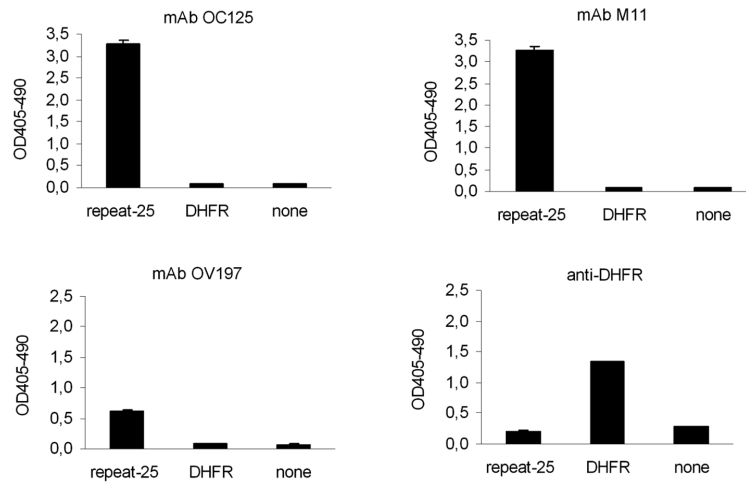 mAb OC125
3,5
3,0
2,5
2,0
1,5
1,0
0,5
0,0
OD405-490
repeat-25 DHFR none
mAb M11
3,5
3,0
2,5
2,0
1,5
1,0
0,5
0,0
OD405-490
repeat-25 DHFR none
mAb OV197
2,5
2,0
1,5
1,0
0,5
0,0
OD405-490
repeat-25 DHFR none
anti-DHFR
2,5
2,0
1,5
1,0
0,5
0,0
OD405-490
repeat-25 DHFR none